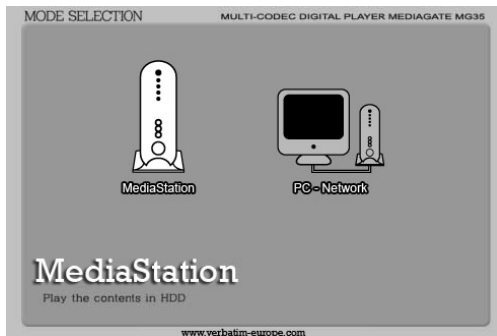 MODE SELECTION
MULTI-CODEC DIGITAL PLAYER MEDIAGATE MG35
MediaStation
PC - Network
MediaStation
Play the contents in HDD
www.verbatim-europe.com